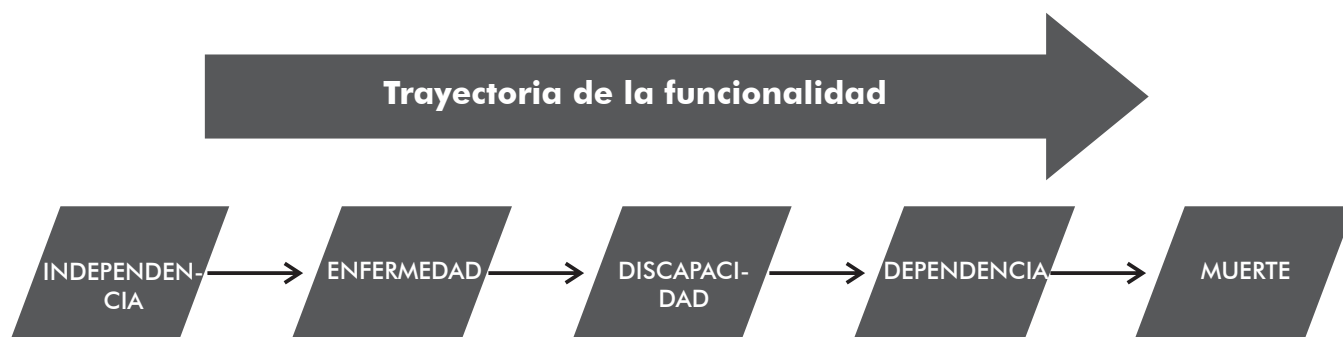 Trayectoria de la funcionalidad
INDEPENDEN-
CIA
ENFERMEDAD
DISCAPACI-
DAD
DEPENDENCIA
MUERTE